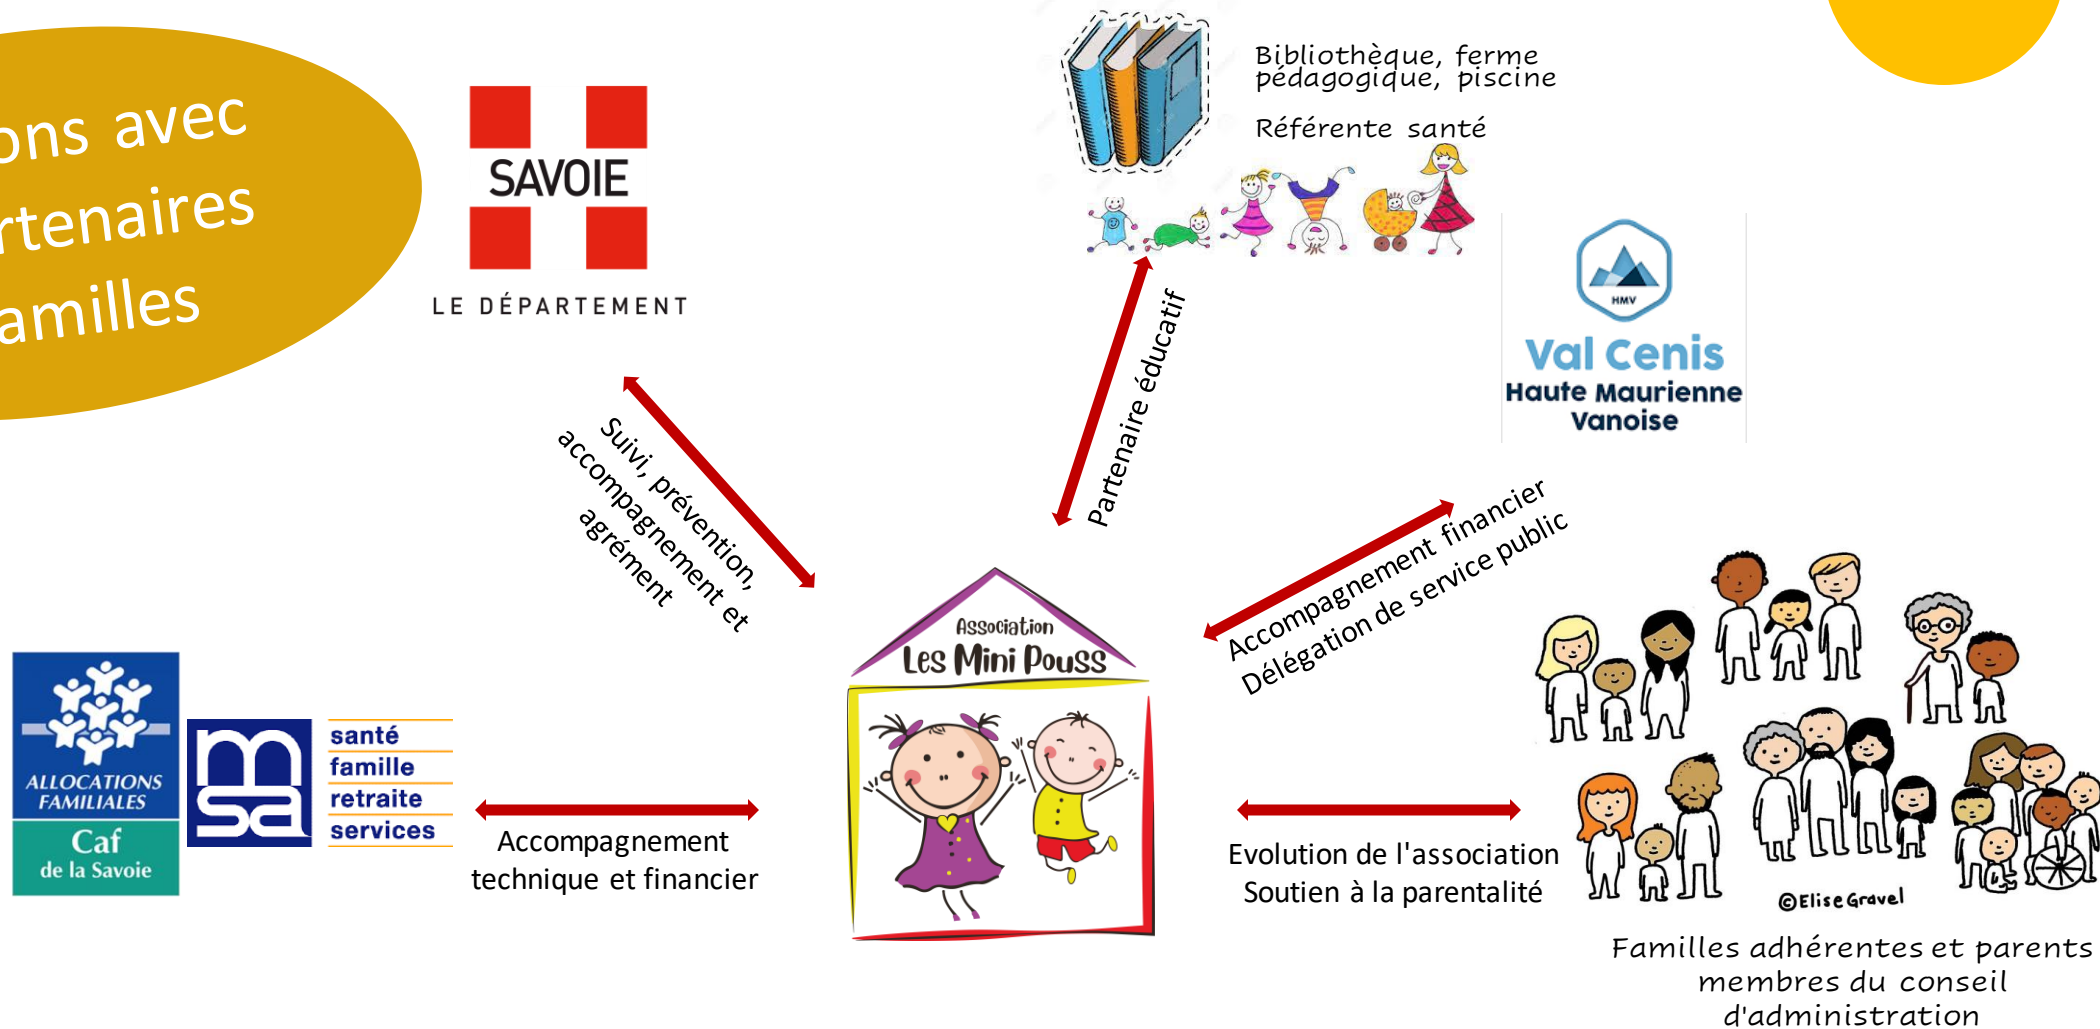 ons avec
rtenaires
amilles
SAVOIE
LE DÉPARTEMENT
Bibliothèque, ferme
pédagogique, piscine
Référente santé
HMV
Val Cenis
Haute Maurienne
Vanoise
Suivi, prévention,
accompagnement et
agrément
Partenaire éducatif
Accompagnement financier
Délégation de service public
ALLOCATIONS
FAMILIALES
Caf
de la Savoie
msa
santé
famille
retraite
services
Accompagnement
technique et financier
Association
Les Mini Pouss
Evolution de l'association
Soutien à la parentalité
©Elise Gravel
Familles adhérentes et parents
membres du conseil
d'administration